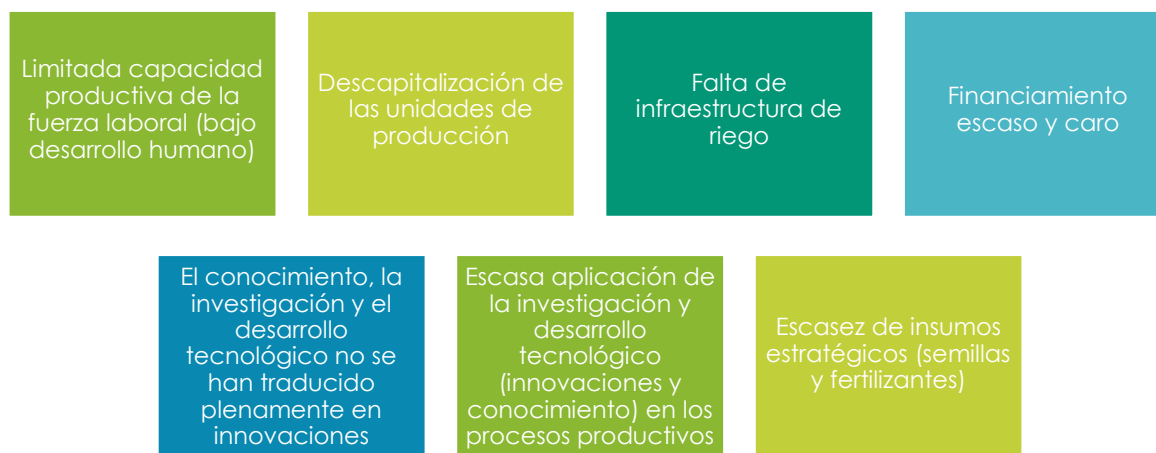 Limitada capacidad
productiva de la
fuerza laboral (bajo
desarrollo humano)
Descapitalización de
las unidades de
producción
Falta de
infraestructura de
riego
Financiamiento
escaso y caro
El conocimiento, la
investigación y el
desarrollo
tecnológico no se
han traducido
plenamente en
innovaciones
Escasa aplicación de
la investigación y
desarrollo
tecnológico
(innovaciones y
conocimiento) en los
procesos productivos
Escasez de insumos
estratégicos (semillas
y fertilizantes)